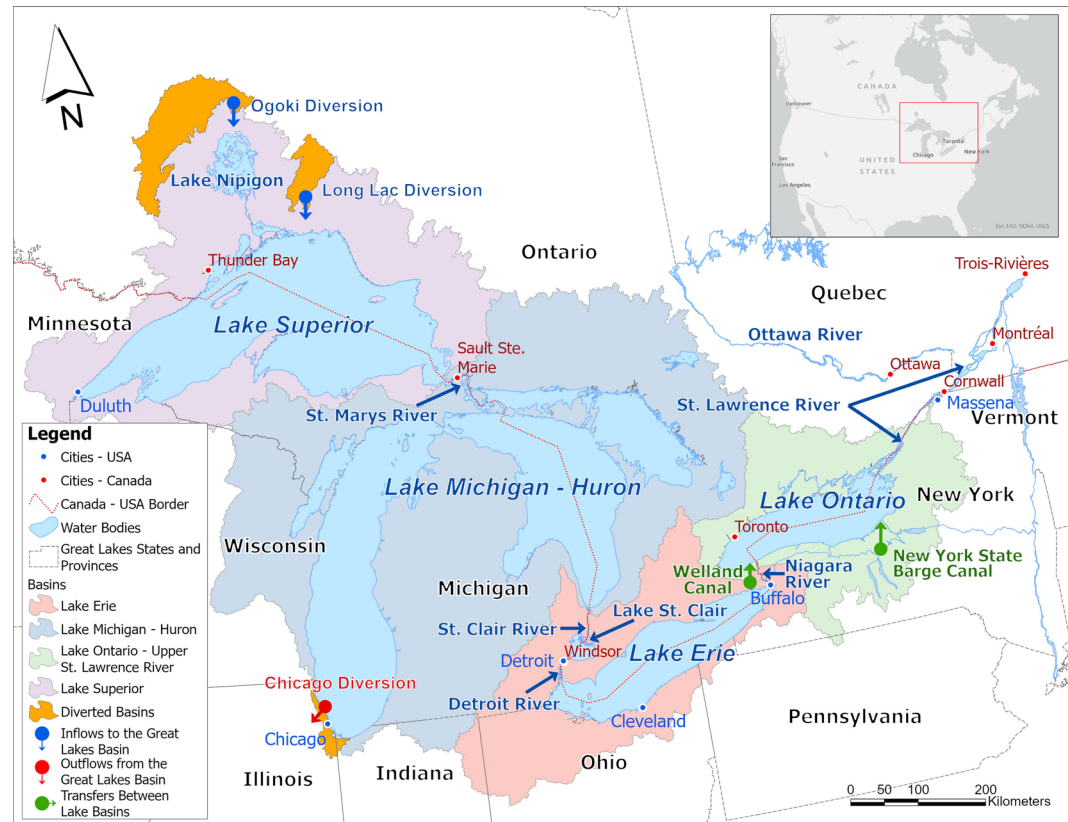 N
Ogoki Diversion
Lake Nipigon
Long Lac Diversion
Thunder Bay
Ontario
Minnesota
Lake Superior
Sault Ste.
Marie
St. Marys River
Duluth
CANADA
Vancouver
Toronto
Chicago
New York
San
Francisco
UNITED
STATES
Los Angeles
Esri, FAO, NOAA, USGS
Trois-Rivières
Quebec
Ottawa River
Montréal
Ottawa
Cornwall
St. Lawrence River
Massena
Vermont
Lake Michigan - Huron
Lake Ontario
New York
Toronto
Wisconsin
Michigan
Welland
Canal
Niagara
River
New York State
Barge Canal
Buffalo
Lake St. Clair
St. Clair River
Windsor
Lake Erie
Detroit
Detroit River
Cleveland
Chicago Diversion
Chicago
Illinois
Indiana
Ohio
Pennsylvania
Legend
Cities - USA
Cities - Canada
Canada - USA Border
Water Bodies
Great Lakes States and
Provinces
Basins
Lake Erie
Lake Michigan - Huron
Lake Ontario - Upper
St. Lawrence River
Lake Superior
Diverted Basins
Inflows to the Great
Lakes Basin
Outflows from the
Great Lakes Basin
Transfers Between
Lake Basins
0 50 100 200
Kilometers